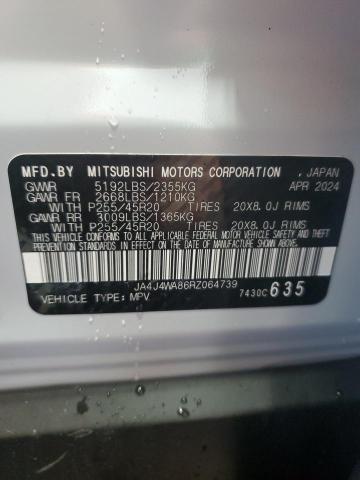 MFD.BY MITSUBISHI MOTORS CORPORATION , JAPAN
GVWR 5192LBS/2355KG APR 2024
GAWR FR 2668LBS/1210KG
WITH P255/45R20 TIRES 20X8.0J RIMS
GAWR RR 3009LBS/1365KG
WITH P255/45R20 TIRES 20X8.0J RIMS
THIS VEHICLE CONFORMS TO ALL APPLICABLE FEDERAL MOTOR VEHICLE SAFETY
STANDARDS IN EFFECT ON THE DATE OF MANUFACTURE SHOWN ABOVE.
JA4J4WA86RZ064739
VEHICLE TYPE: MPV 7430C 635